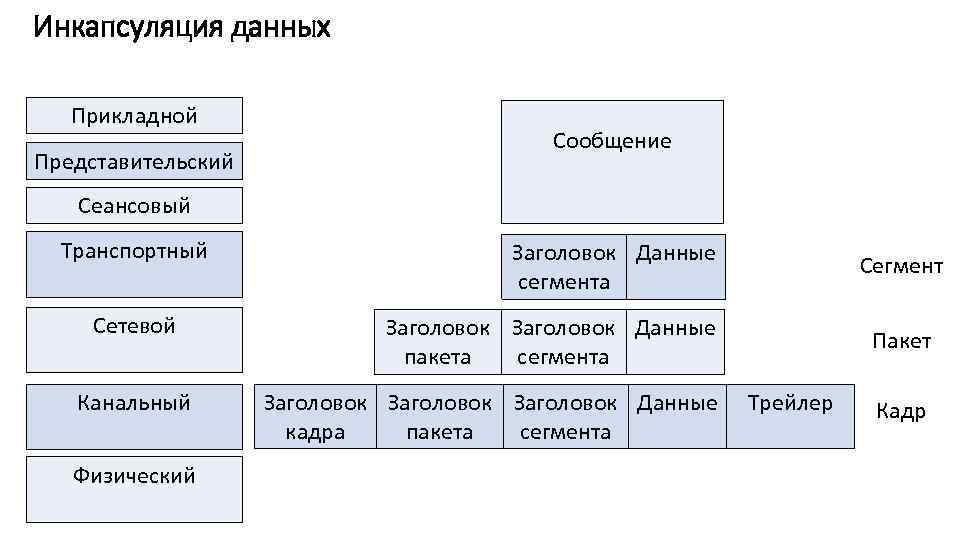 Инкапсуляция данных
Прикладной
Сообщение
Представительский
Сеансовый
Транспортный
Заголовок
сегмента
Данные
Сегмент
Сетевой
Заголовок
пакета
Заголовок
сегмента
Данные
Пакет
Канальный
Заголовок
кадра
Заголовок
пакета
Заголовок
сегмента
Данные
Трейлер
Кадр
Физический